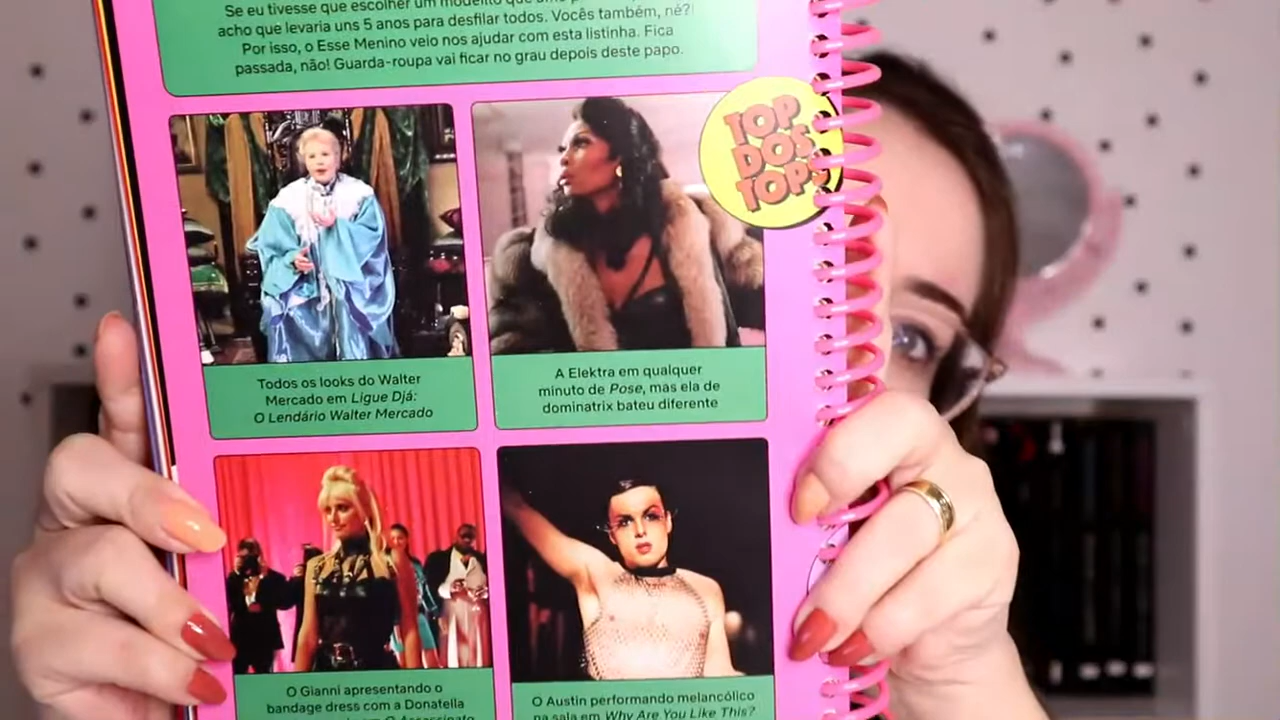 Se eu tivesse que escolher um modelito que
acho que levaria uns 5 anos para desfilar todos. Vocês também, né?!
Por isso, o Esse Menino veio nos ajudar com esta listinha. Fica
passada, não! Guarda-roupa vai ficar no grau depois deste papo.
TOP
DOS
TOPS
Todos os looks do Walter
Mercado em Ligue Djá:
O Lendário Walter Mercado
A Elektra em qualquer
minuto de Pose, mas ela de
dominatrix bateu diferente
O Gianni apresentando o
bandage dress com a Donatella
O Assassinato
O Austin performando melancólico
na sala em Why Are You Like This?